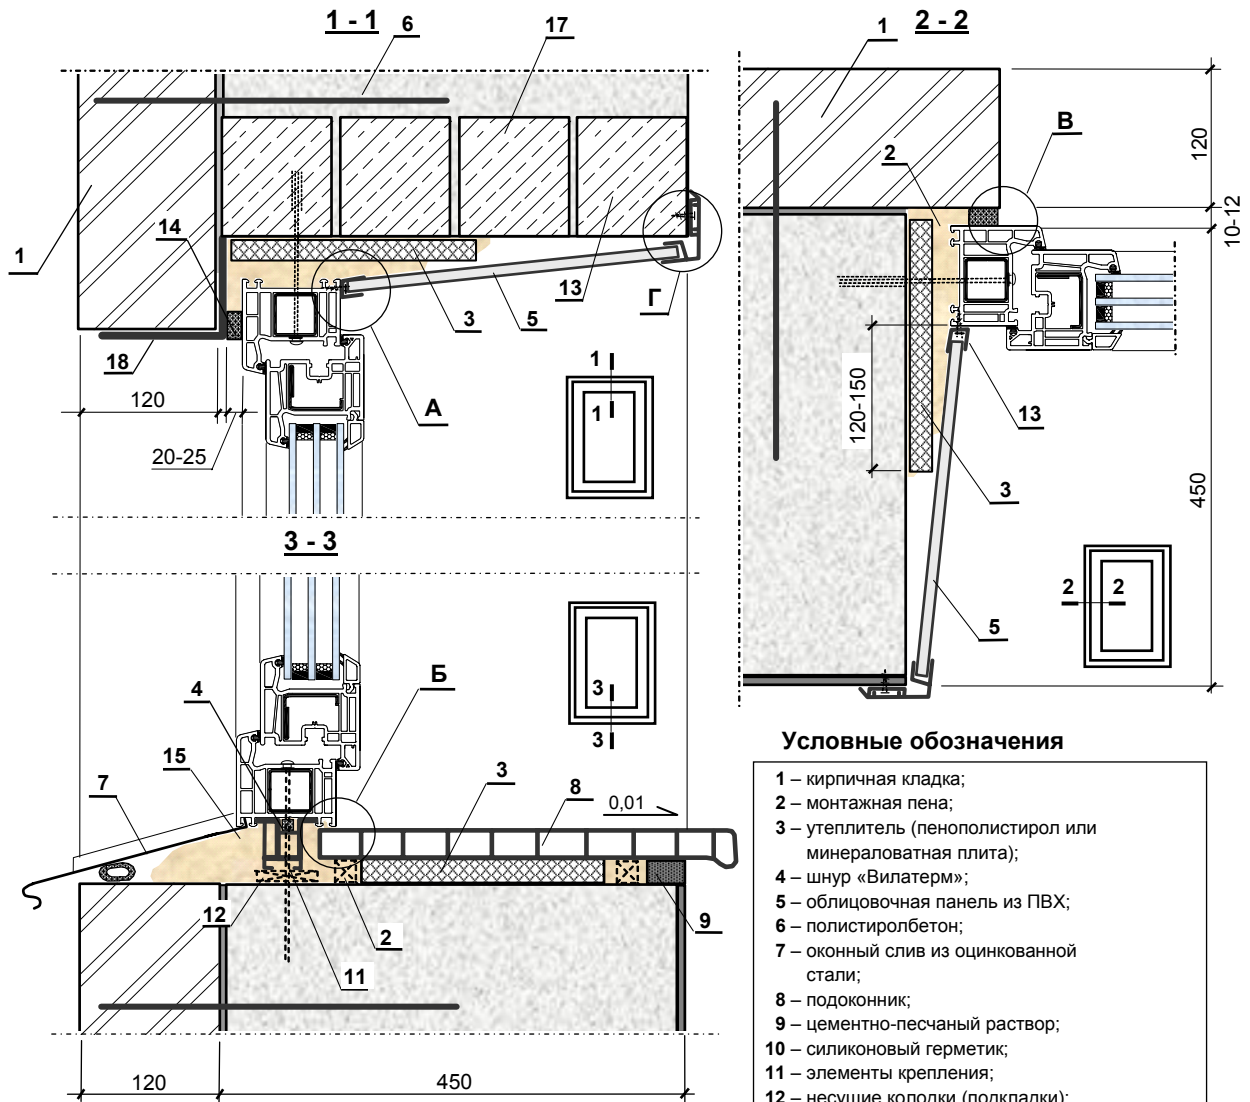 1 - 1
6
17
14
1
18
120
20-25
3
5
13
Г
А
1
1
2 - 2
1
В
2
120
10-12
120-150
13
3
5
450
2
2
3 - 3
4
Б
15
7
3
8
0,01
3
3
12
2
11
9
120
450
Условные обозначения
1 – кирпичная кладка;
2 – монтажная пена;
3 – утеплитель (пенополистирол или
минераловатная плита);
4 – шнур «Вилатерм»;
5 – облицовочная панель из ПВХ;
6 – полистиролбетон;
7 – оконный слив из оцинкованной
стали;
8 – подоконник;
9 – цементно-песчаный раствор;
10 – силиконовый герметик;
11 – элементы крепления;
12 – несущие колодки (подкладки);